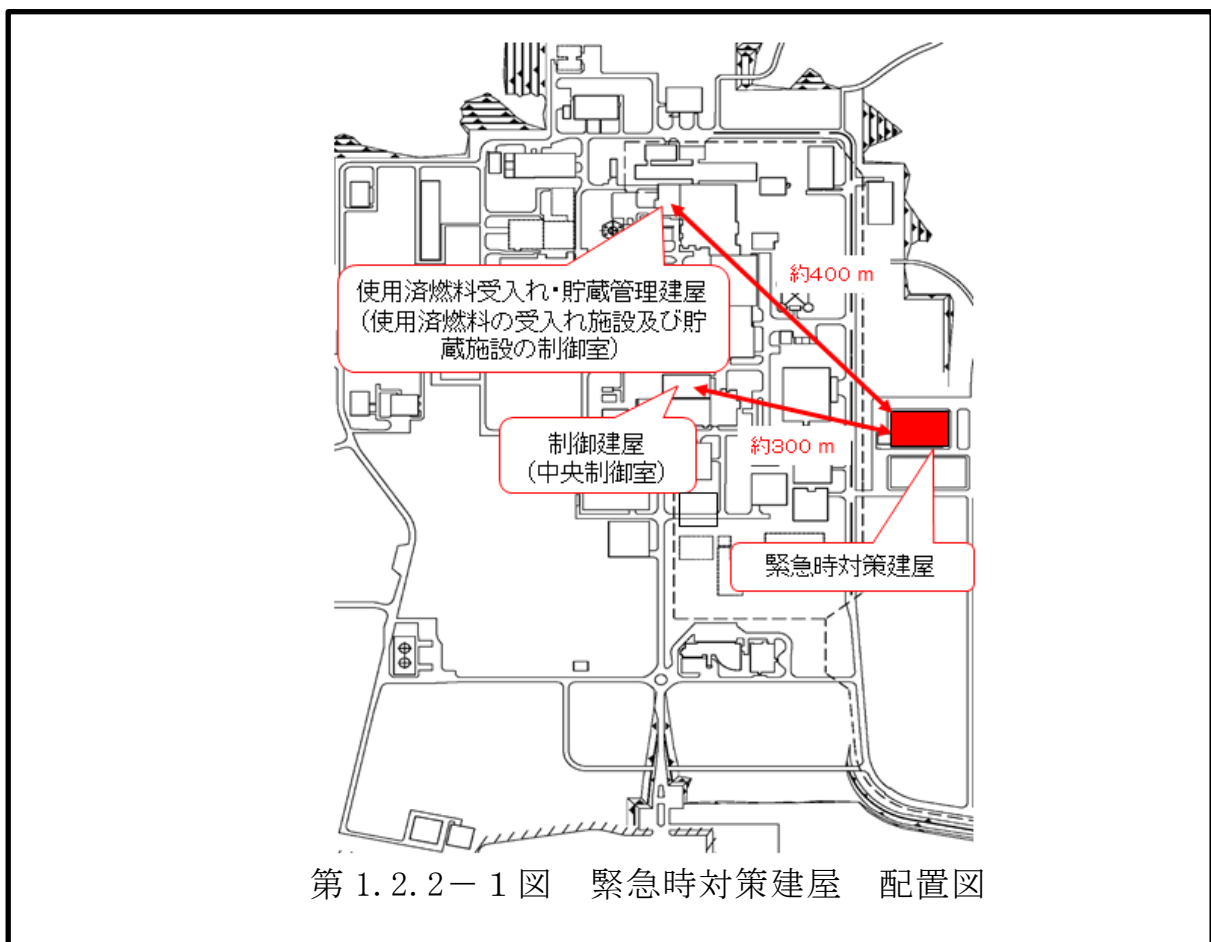 約400 m
使用済燃料受入れ・貯蔵管理建屋
(使用済燃料の受入れ施設及び貯
蔵施設の制御室)
制御建屋
(中央制御室)
約300 m
緊急時対策建屋
第 1.2.2－1図　緊急時対策建屋　配置図